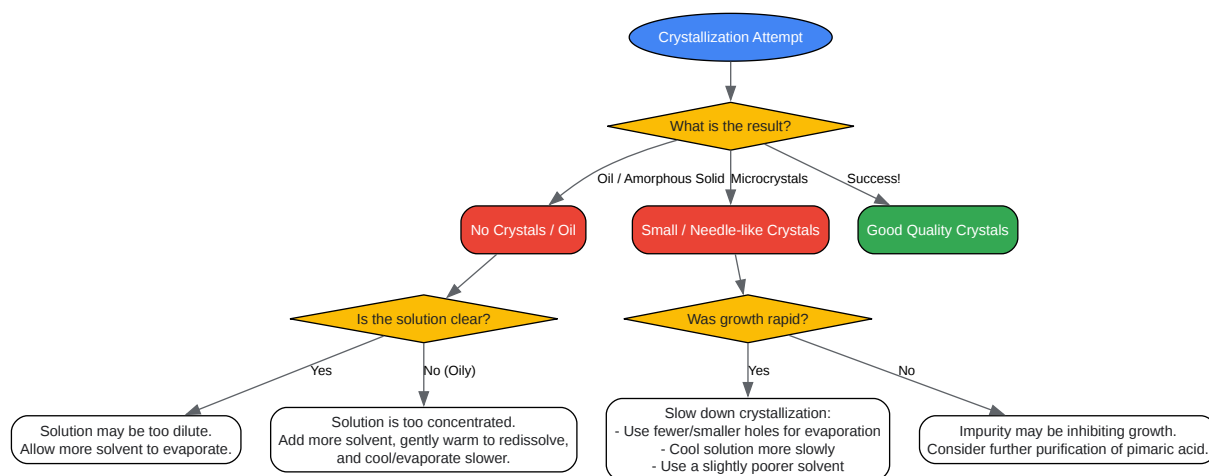 Crystallization Attempt
What is the result?
Oil / Amorphous Solid
Microcrystals
Success!
No Crystals / Oil
Small / Needle-like Crystals
Good Quality Crystals
Is the solution clear?
Was growth rapid?
Yes
No (Oily)
Yes
No
Solution may be too dilute.
Allow more solvent to evaporate.
Solution is too concentrated.
Add more solvent, gently warm to redissolve,
and cool/evaporate slower.
Slow down crystallization:
- Use fewer/smaller holes for evaporation
- Cool solution more slowly
- Use a slightly poorer solvent
Impurity may be inhibiting growth.
Consider further purification of pimaric acid.